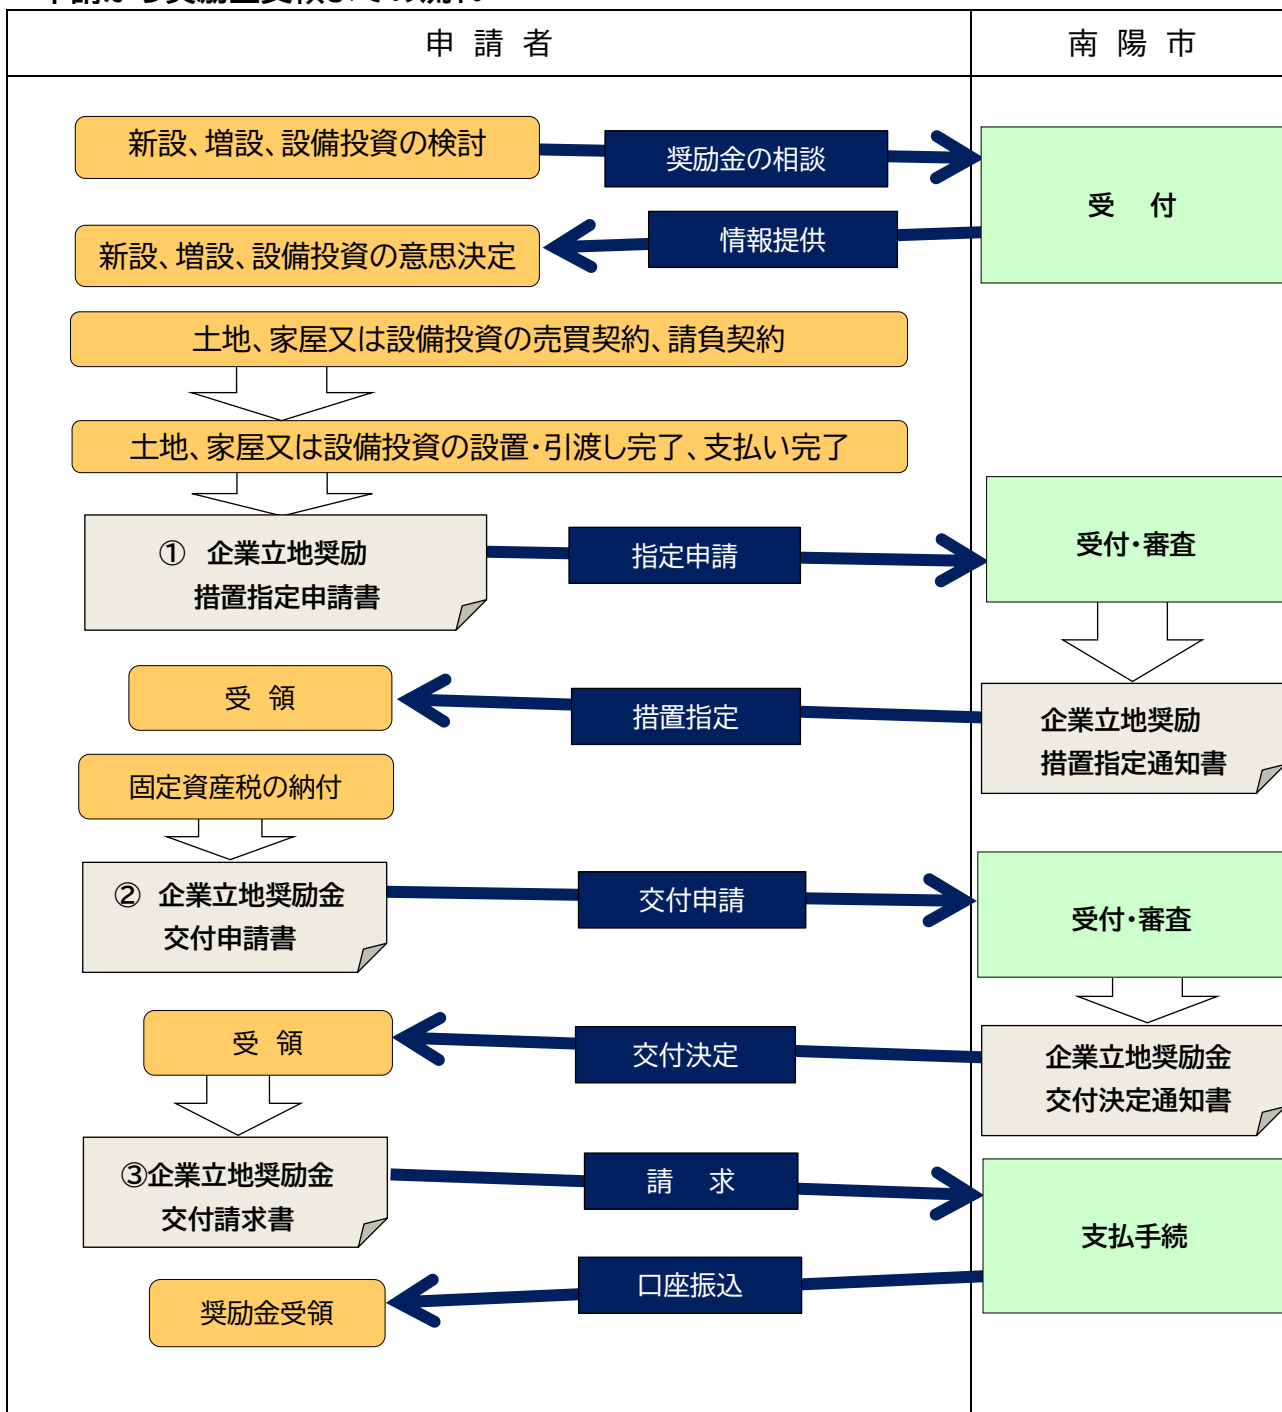 申請者
南陽市
新設、増設、設備投資の検討
奨励金の相談
受 付
情報提供
新設、増設、設備投資の意思決定
土地、家屋又は設備投資の売買契約、請負契約
土地、家屋又は設備投資の設置・引渡し完了、支払い完了
① 企業立地奨励
措置指定申請書
指定申請
受付・審査
受 領
措置指定
企業立地奨励
措置指定通知書
固定資産税の納付
② 企業立地奨励金
交付申請書
交付申請
受付・審査
受 領
交付決定
企業立地奨励金
交付決定通知書
③企業立地奨励金
交付請求書
請 求
支払手続
口座振込
奨励金受領